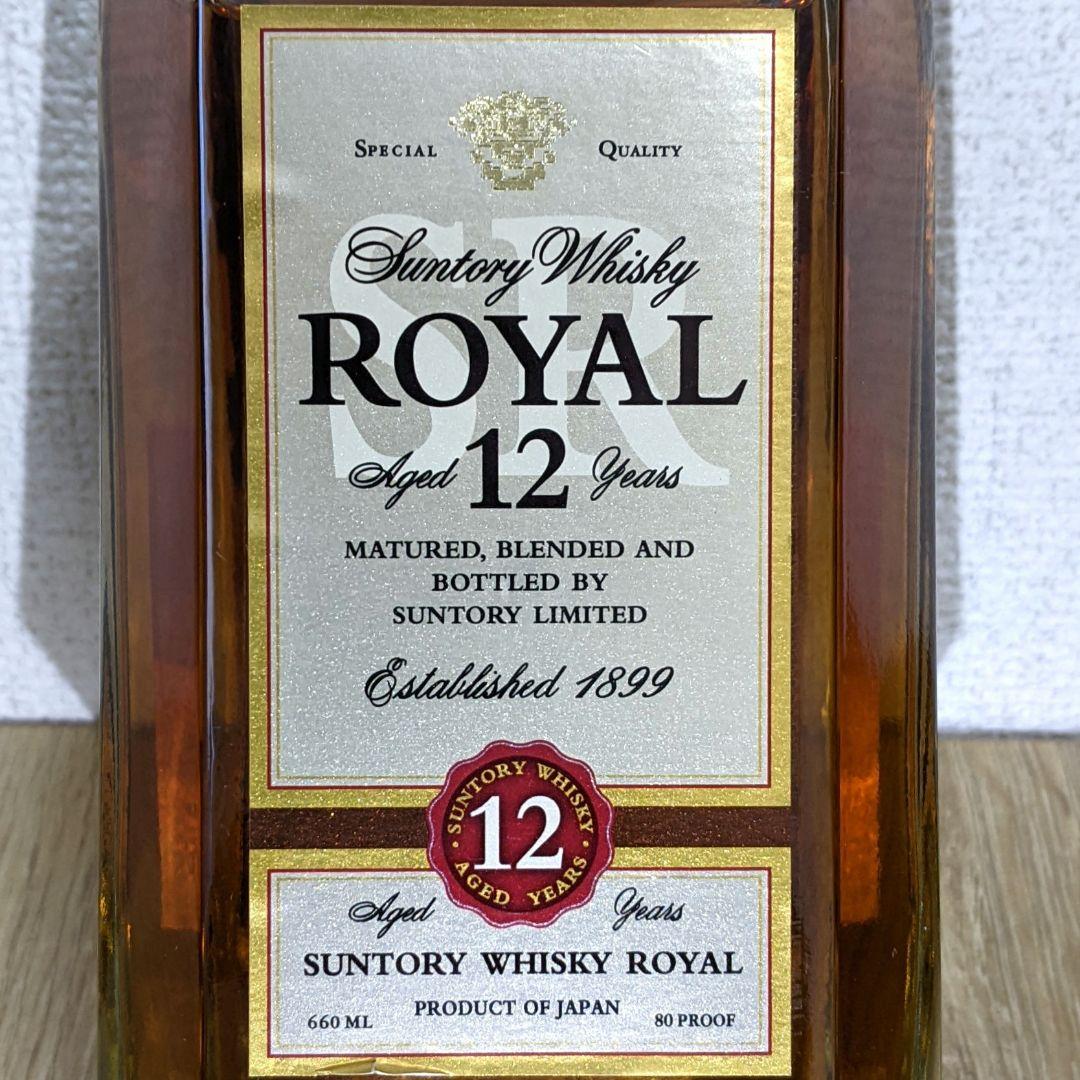 SPECIAL QUALITY
SR
Suntory Whisky
ROYAL
Aged 12 Years
MATURED, BLENDED AND
BOTTLED BY
SUNTORY LIMITED
Established 1899
SUNTORY WHISKY
12
AGED YEARS
Aged Years
SUNTORY WHISKY ROYAL
PRODUCT OF JAPAN
660 ML 80 PROOF